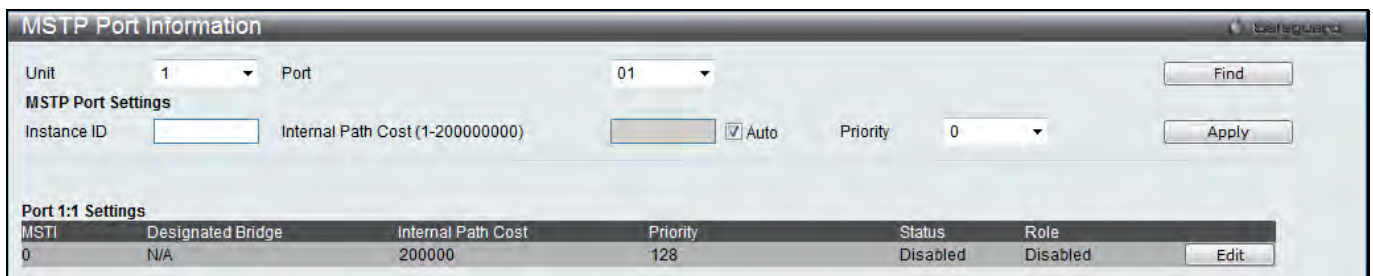 MSTP Port Information
Safeguard
Unit 1 Port 01 Find
MSTP Port Settings
Instance ID Internal Path Cost (1-200000000) Auto Priority 0 Apply
Port 1:1 Settings
MSTI Designated Bridge Internal Path Cost Priority Status Role
0 N/A 200000 128 Disabled Disabled Edit